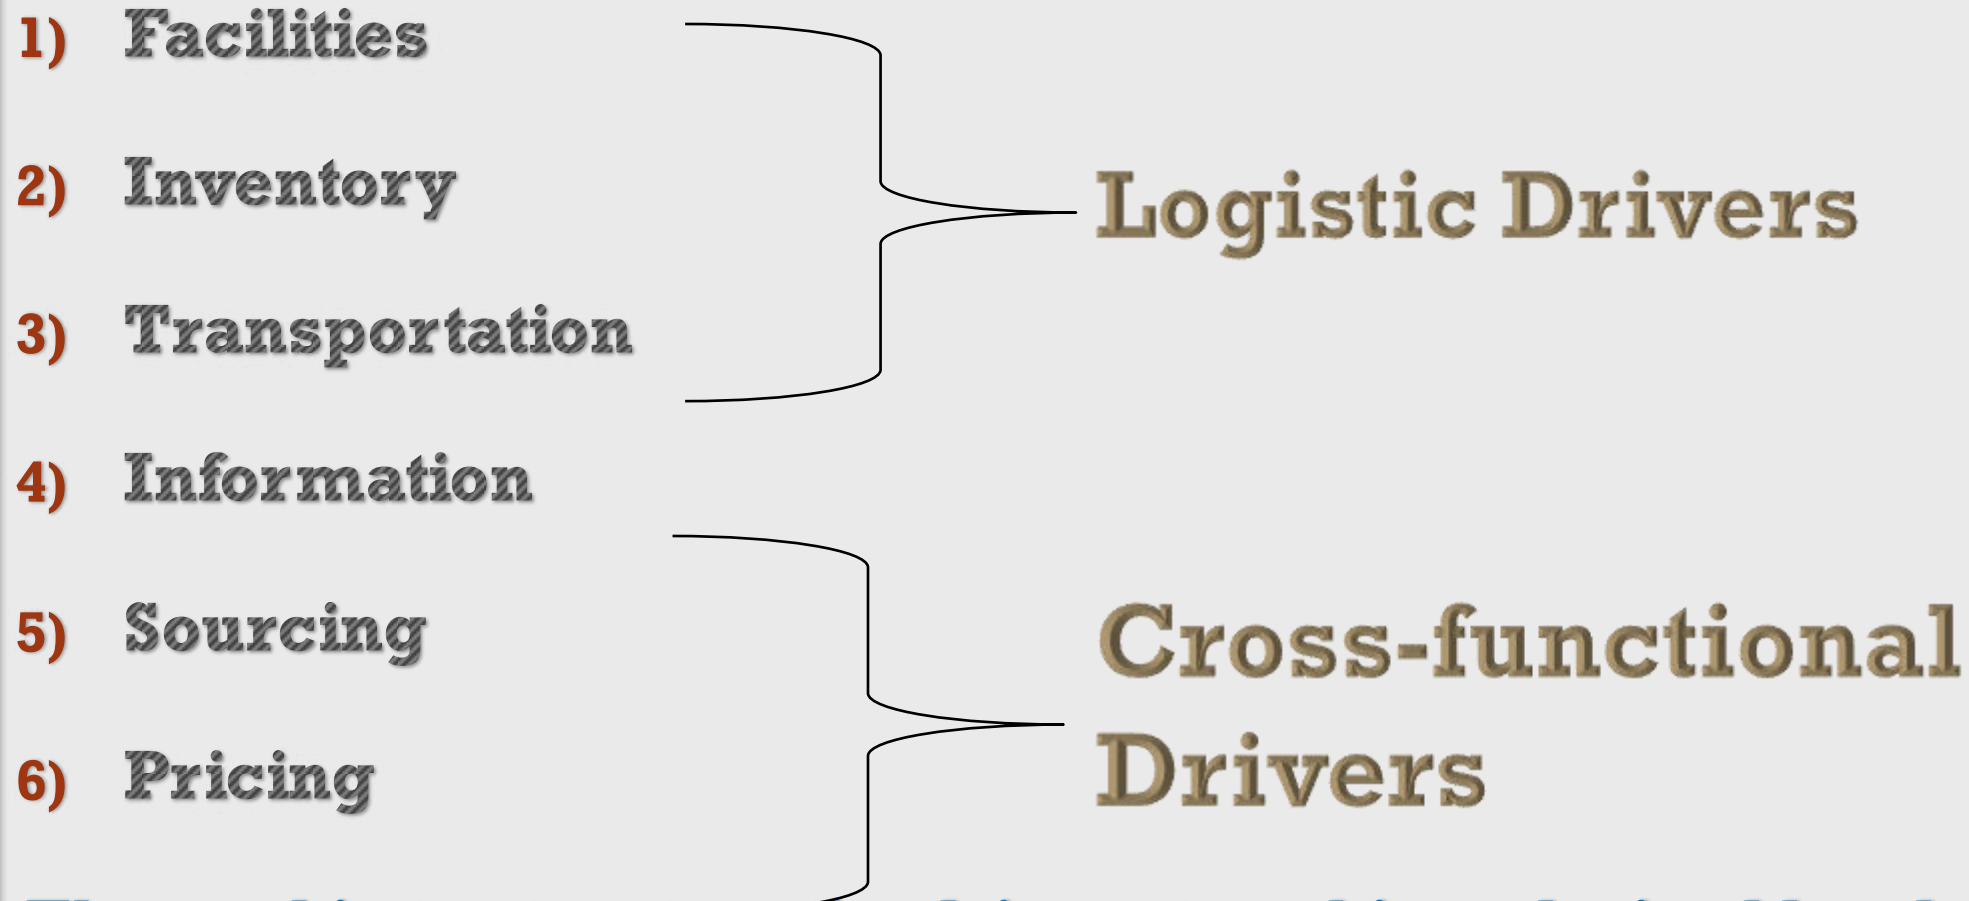 1) Facilities
2) Inventory
Logistic Drivers
3) Transportation
4) Information
5) Sourcing
Cross-functional
Drivers
6) Pricing